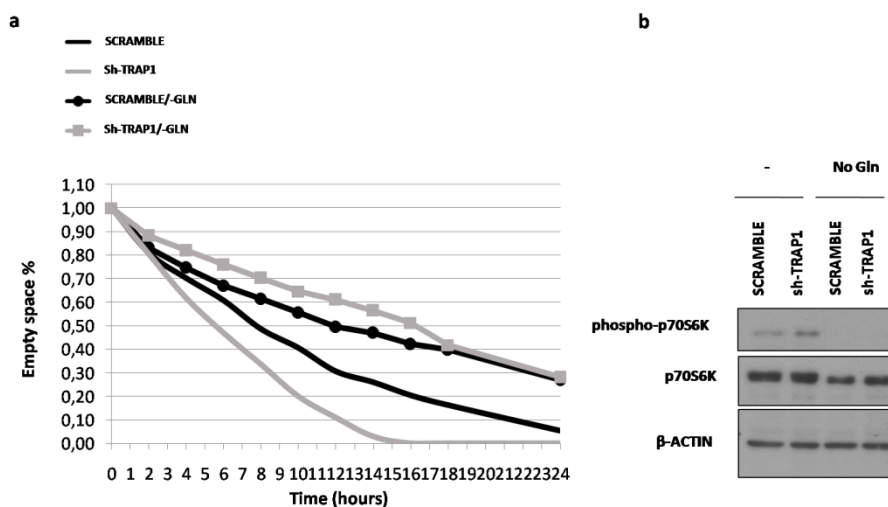 a
SCRAMBLE
Sh-TRAP1
SCRAMBLE/-GLN
Sh-TRAP1/-GLN
1,10
1,00
0,90
0,80
0,70
0,60
0,50
0,40
0,30
0,20
0,10
0,00
Empty space %
0 1 2 3 4 5 6 7 8 9 10 11 12 13 14 15 16 17 18 19 20 21 22 23 24
Time (hours)
b
- No Gln
SCRAMBLE sh-TRAP1 SCRAMBLE sh-TRAP1
phospho-p70S6K
p70S6K
β-ACTIN